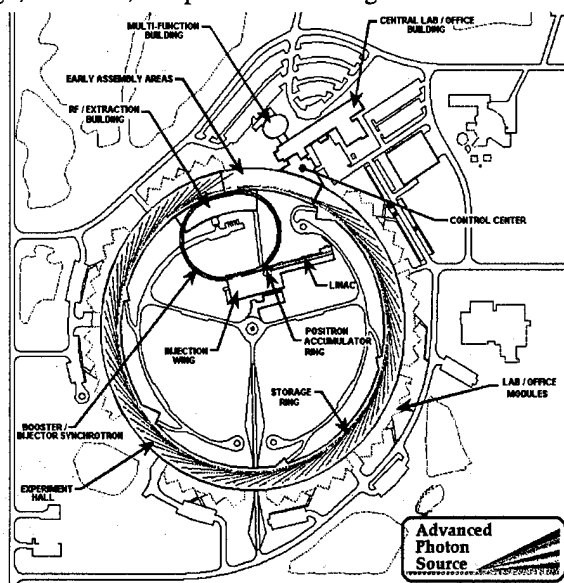 MULTI-FUNCTION
BUILDING
CENTRAL LAB / OFFICE
BUILDING
EARLY ASSEMBLY AREAS
RF / EXTRACTION
BUILDING
CONTROL CENTER
LINAC
INJECTION
WING
POSITRON
ACCUMULATOR
RING
LAB / OFFICE
MODULES
STORAGE
RING
BOOSTER /
INJECTOR SYNCHROTRON
EXPERIMENT
HALL
Advanced
Photon
Source